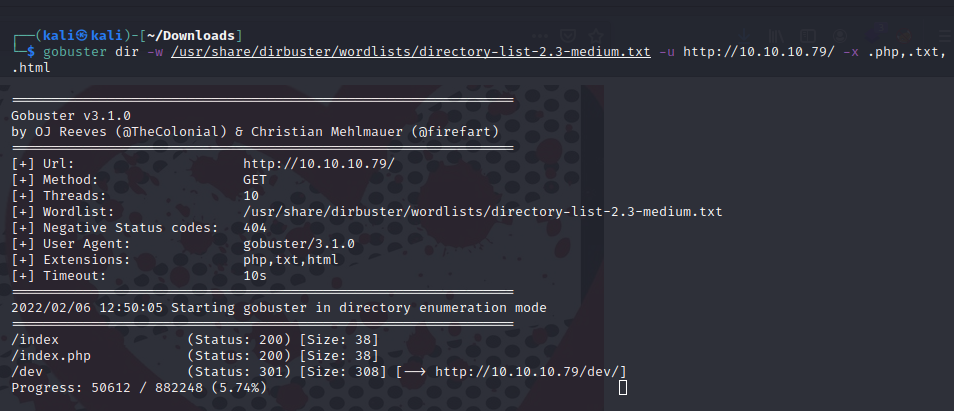 ┌──(kali㉿kali)-[~/Downloads]
└─$ gobuster dir -w /usr/share/dirbuster/wordlists/directory-list-2.3-medium.txt -u http://10.10.10.79/ -x .php,.txt,
.html
===============================================================
Gobuster v3.1.0
by OJ Reeves (@TheColonial) & Christian Mehlmauer (@firefart)
===============================================================
[+] Url:                     http://10.10.10.79/
[+] Method:                  GET
[+] Threads:                 10
[+] Wordlist:                /usr/share/dirbuster/wordlists/directory-list-2.3-medium.txt
[+] Negative Status codes:   404
[+] User Agent:              gobuster/3.1.0
[+] Extensions:              php,txt,html
[+] Timeout:                 10s
===============================================================
2022/02/06 12:50:05 Starting gobuster in directory enumeration mode
===============================================================
/index                (Status: 200) [Size: 38]
/index.php            (Status: 200) [Size: 38]
/dev                  (Status: 301) [Size: 308] [--> http://10.10.10.79/dev/]
Progress: 50612 / 882248 (5.74%)